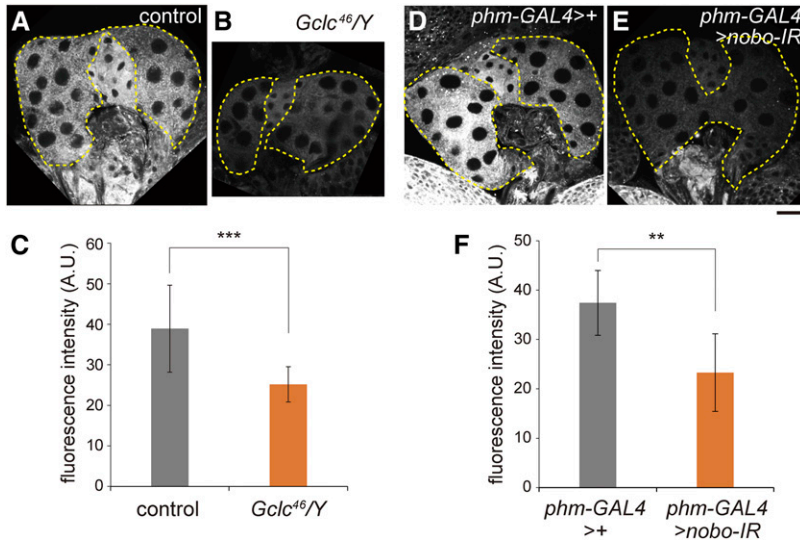 A control
B Gclc⁴⁶/Y
D phm-GAL4>+
E phm-GAL4
>nobo-IR
C
fluorescence intensity (A.U.)
60
50
40
30
20
10
0
***
control
Gclc⁴⁶/Y
F
fluorescence intensity (A.U.)
50
40
30
20
10
0
**
phm-GAL4
>+
phm-GAL4
>nobo-IR